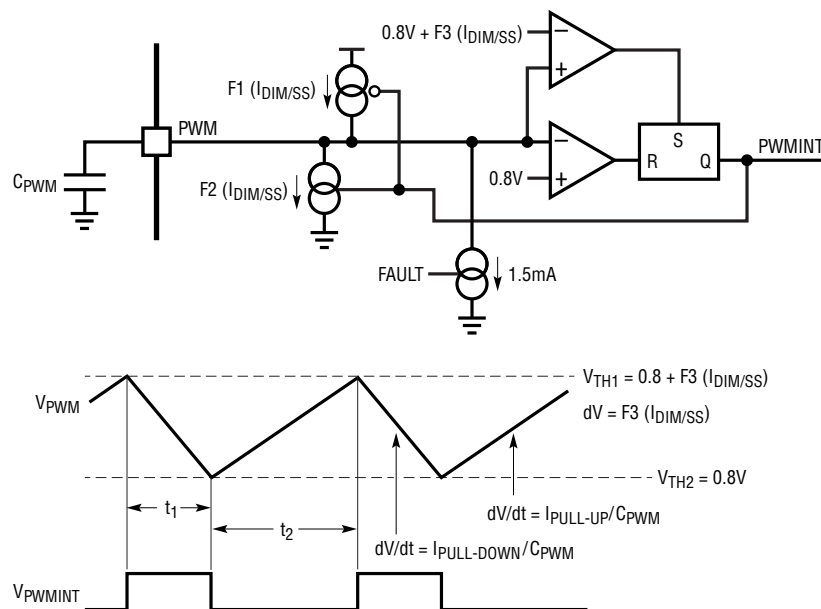 0.8V + F3 (IDIM/SS)
F1 (IDIM/SS)
PWM
S
R
Q
PWMINT
CPWM
F2 (IDIM/SS)
0.8V
FAULT
1.5mA
VTH1 = 0.8 + F3 (IDIM/SS)
VPWM
dV = F3 (IDIM/SS)
VTH2 = 0.8V
t1
t2
dV/dt = IPULL-UP/CPWM
dV/dt = IPULL-DOWN/CPWM
VPWMINT